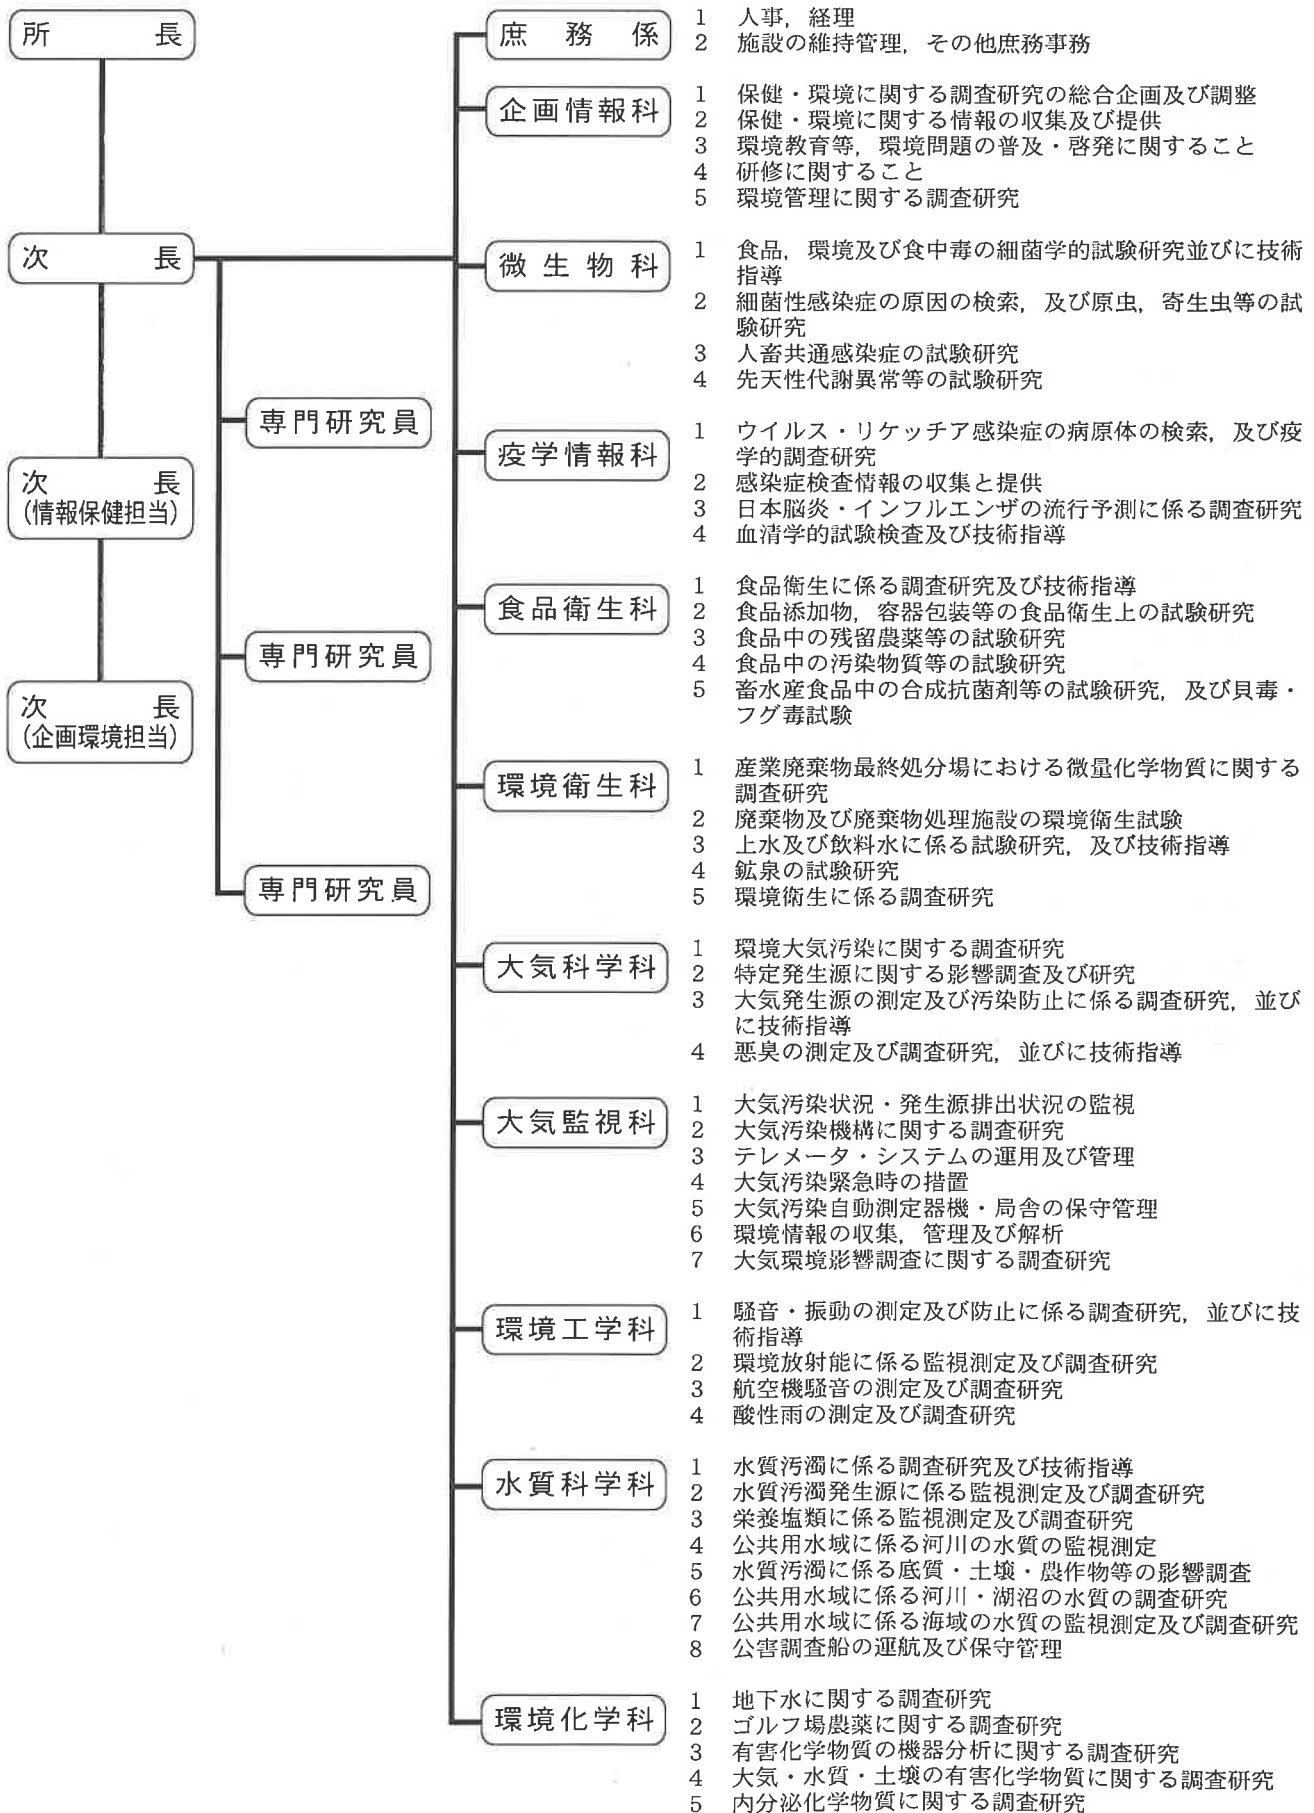 所長
次長
次長
(情報保健担当)
次長
(企画環境担当)
専門研究員
専門研究員
専門研究員
庶務係
1 人事，経理
2 施設の維持管理，その他庶務事務
企画情報科
1 保健・環境に関する調査研究の総合企画及び調整
2 保健・環境に関する情報の収集及び提供
3 環境教育等，環境問題の普及・啓発に関すること
4 研修に関すること
5 環境管理に関する調査研究
微生物科
1 食品，環境及び食中毒の細菌学的試験研究並びに技術
指導
2 細菌性感染症の原因の検索，及び原虫，寄生虫等の試
験研究
3 人畜共通感染症の試験研究
4 先天性代謝異常等の試験研究
疫学情報科
1 ウイルス・リケッチア感染症の病原体の検索，及び疫
学的調査研究
2 感染症検査情報の収集と提供
3 日本脳炎・インフルエンザの流行予測に係る調査研究
4 血清学的試験検査及び技術指導
食品衛生科
1 食品衛生に係る調査研究及び技術指導
2 食品添加物，容器包装等の食品衛生上の試験研究
3 食品中の残留農薬等の試験研究
4 食品中の汚染物質等の試験研究
5 畜水産食品中の合成抗菌剤等の試験研究，及び貝毒・
フグ毒試験
環境衛生科
1 産業廃棄物最終処分場における微量化学物質に関する
調査研究
2 廃棄物及び廃棄物処理施設の環境衛生試験
3 上水及び飲料水に係る試験研究，及び技術指導
4 鉱泉の試験研究
5 環境衛生に係る調査研究
大気科学科
1 環境大気汚染に関する調査研究
2 特定発生源に関する影響調査及び研究
3 大気発生源の測定及び汚染防止に係る調査研究，並び
に技術指導
4 悪臭の測定及び調査研究，並びに技術指導
大気監視科
1 大気汚染状況・発生源排出状況の監視
2 大気汚染機構に関する調査研究
3 テレメータ・システムの運用及び管理
4 大気汚染緊急時の措置
5 大気汚染自動測定器機・局舎の保守管理
6 環境情報の収集，管理及び解析
7 大気環境影響調査に関する調査研究
環境工学科
1 騒音・振動の測定及び防止に係る調査研究，並びに技
術指導
2 環境放射能に係る監視測定及び調査研究
3 航空機騒音の測定及び調査研究
4 酸性雨の測定及び調査研究
水質科学科
1 水質汚濁に係る調査研究及び技術指導
2 水質汚濁発生源に係る監視測定及び調査研究
3 栄養塩類に係る監視測定及び調査研究
4 公共用水域に係る河川の水質の監視測定
5 水質汚濁に係る底質・土壌・農作物等の影響調査
6 公共用水域に係る河川・湖沼の水質の調査研究
7 公共用水域に係る海域の水質の監視測定及び調査研究
8 公害調査船の運航及び保守管理
環境化学科
1 地下水に関する調査研究
2 ゴルフ場農薬に関する調査研究
3 有害化学物質の機器分析に関する調査研究
4 大気・水質・土壌の有害化学物質に関する調査研究
5 内分泌化学物質に関する調査研究